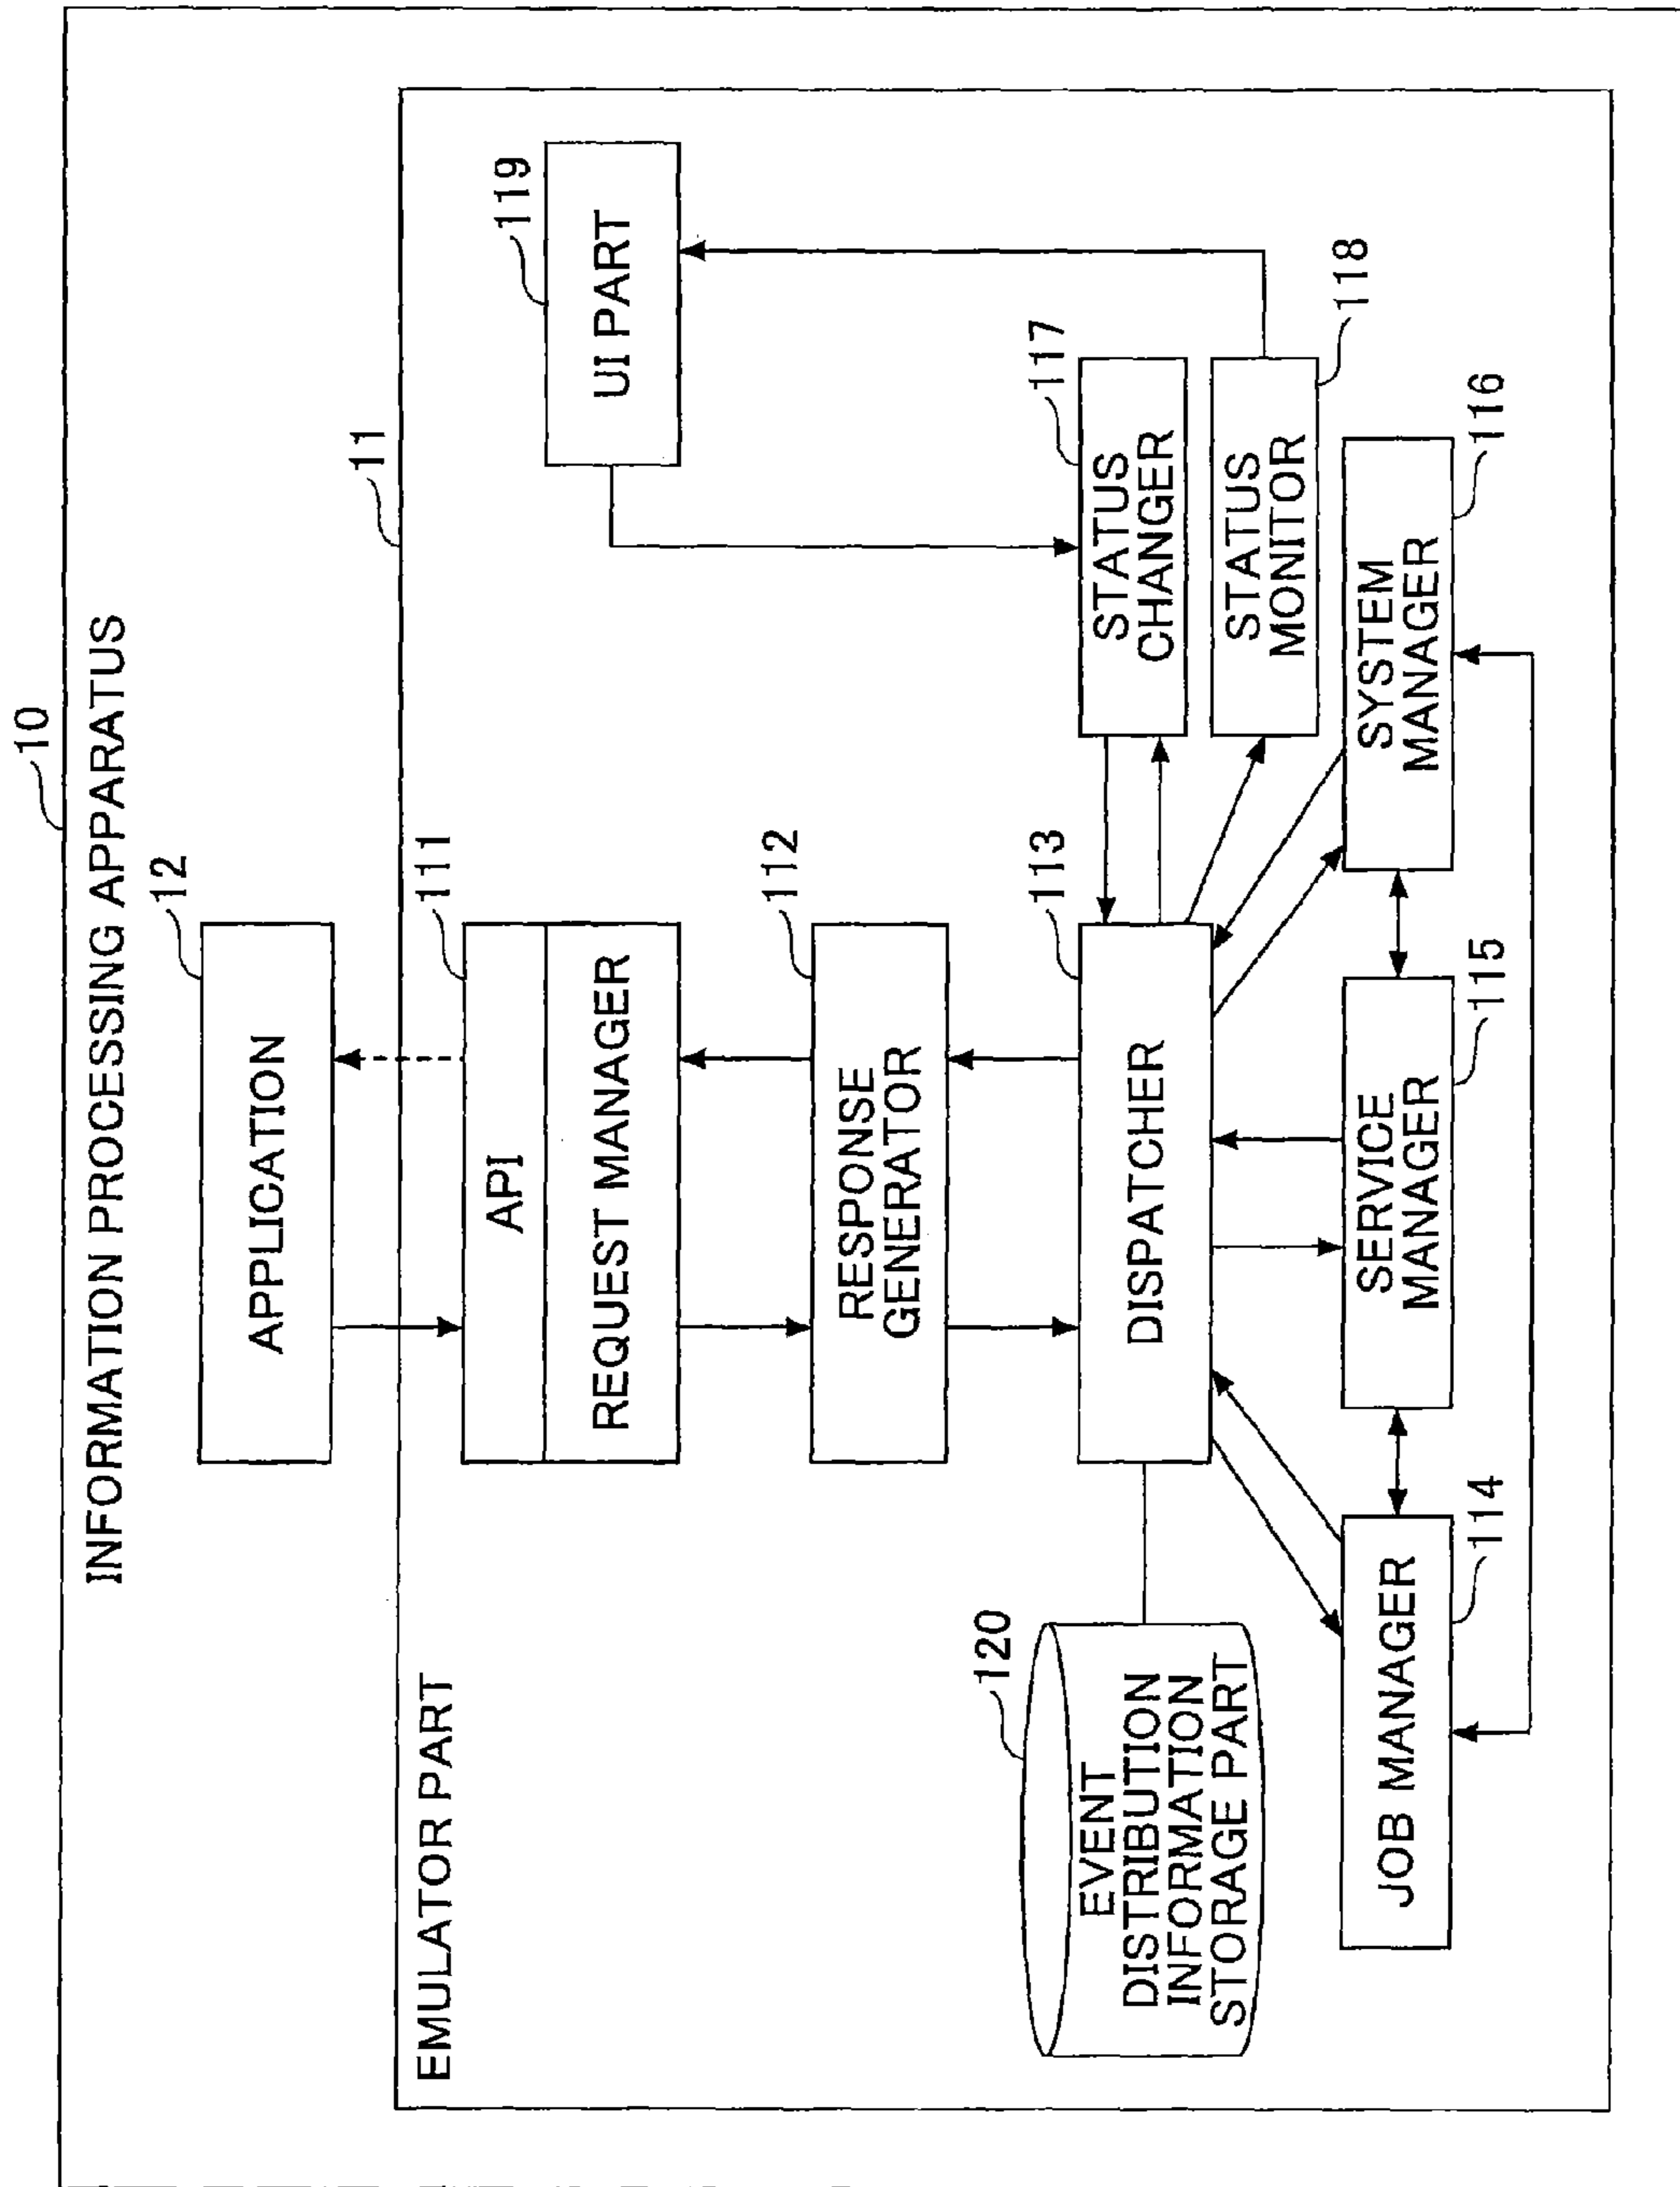 10
INFORMATION PROCESSING APPARATUS
12
APPLICATION
11
EMULATOR PART
111
API
REQUEST MANAGER
119
UI PART
112
RESPONSE
GENERATOR
120
EVENT
DISTRIBUTION
INFORMATION
STORAGE PART
113
DISPATCHER
117
STATUS
CHANGER
STATUS
MONITOR
118
JOB MANAGER
114
SERVICE
MANAGER
115
SYSTEM
MANAGER
116